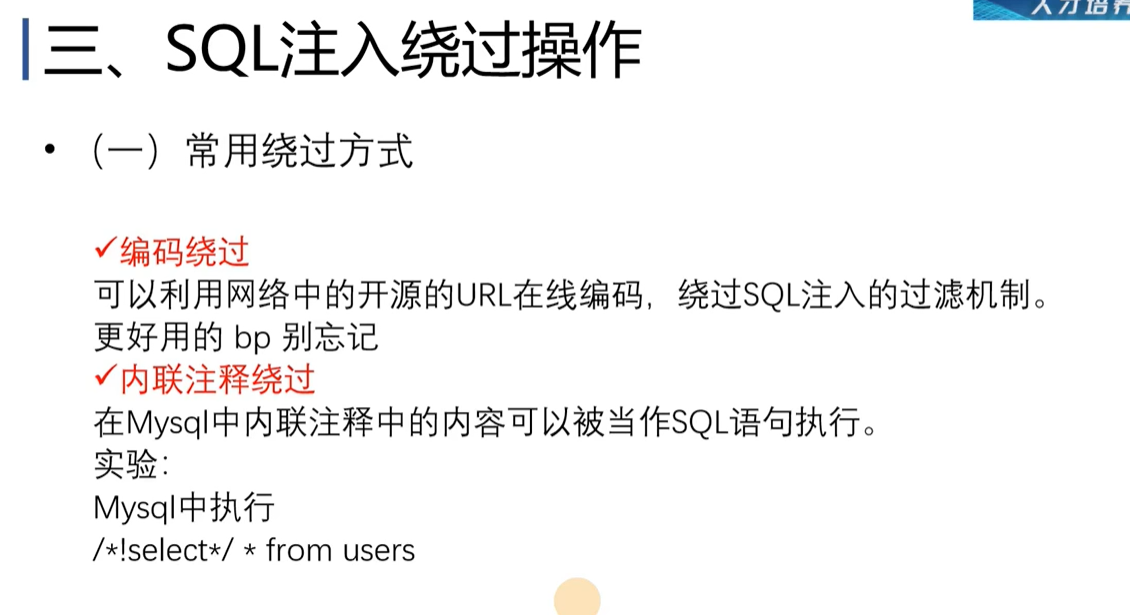 人才培养
三、SQL注入绕过操作
• （一）常用绕过方式
✓编码绕过
可以利用网络中的开源的URL在线编码，绕过SQL注入的过滤机制。
更好用的 bp 别忘记
✓内联注释绕过
在Mysql中内联注释中的内容可以被当作SQL语句执行。
实验：
Mysql中执行
/*!select*/ * from users